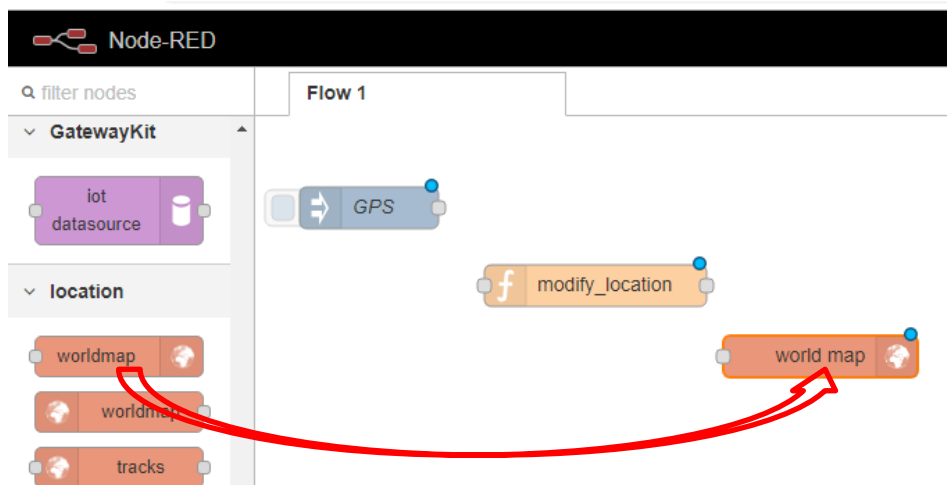 Node-RED
filter nodes
Flow 1
GatewayKit
iot
datasource
GPS
modify_location
location
worldmap
world map
worldmap
tracks